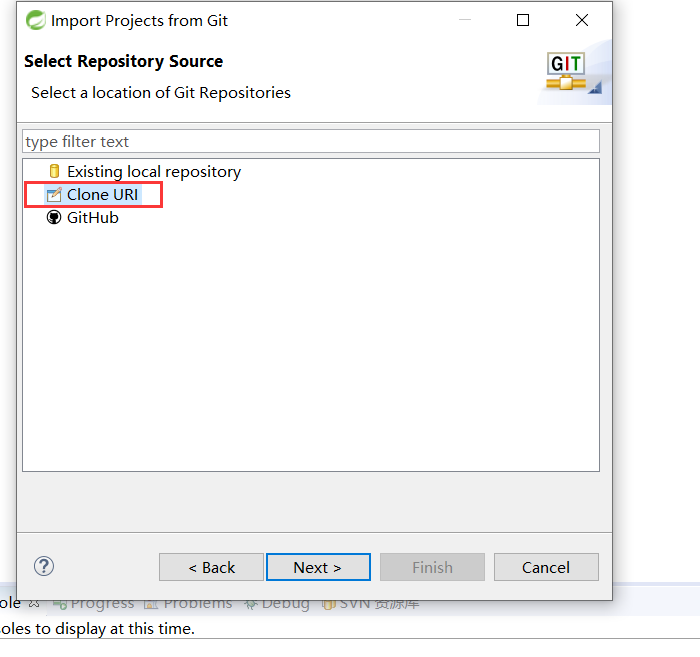 Import Projects from Git
Select Repository Source
Select a location of Git Repositories
GIT
type filter text
Existing local repository
Clone URI
GitHub
< Back
Next >
Finish
Cancel
ole Progress Problems Debug SVN 资源库
soles to display at this time.